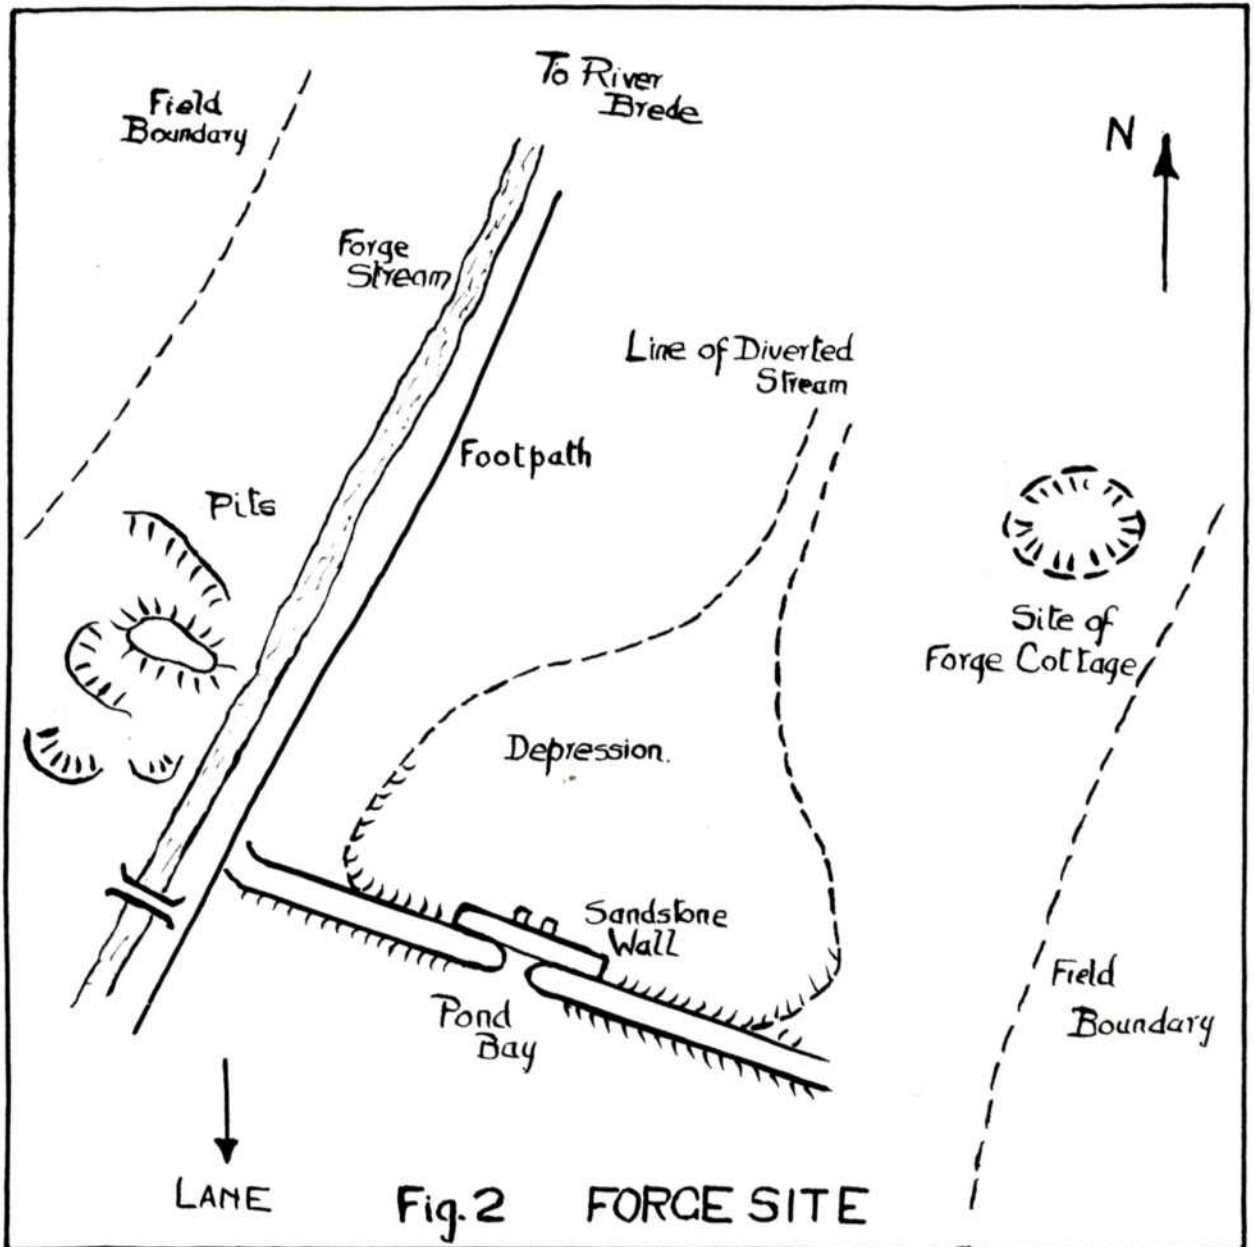 To River
Brede
Field
Boundary
N
Forge
Stream
Line of Diverted
Stream
Footpath
Pits
Site of
Forge Cottage
Depression.
Sandstone
Wall
Field
Boundary
Pond
Bay
LANE
Fig. 2 FORGE SITE